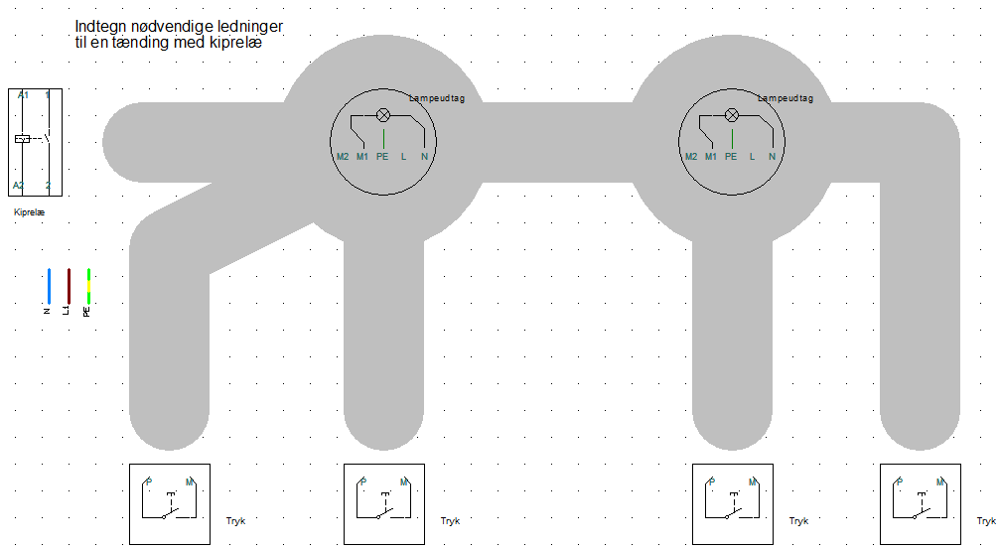 Indtegn nødvendige ledninger
til en tænding med kiprelæ
A1 1
A2 2
Kiprelæ
Lampeudtag
M2 M1 PE L N
Lampeudtag
M2 M1 PE L N
N L1 PE
P M
Tryk
P M
Tryk
P M
Tryk
P M
Tryk